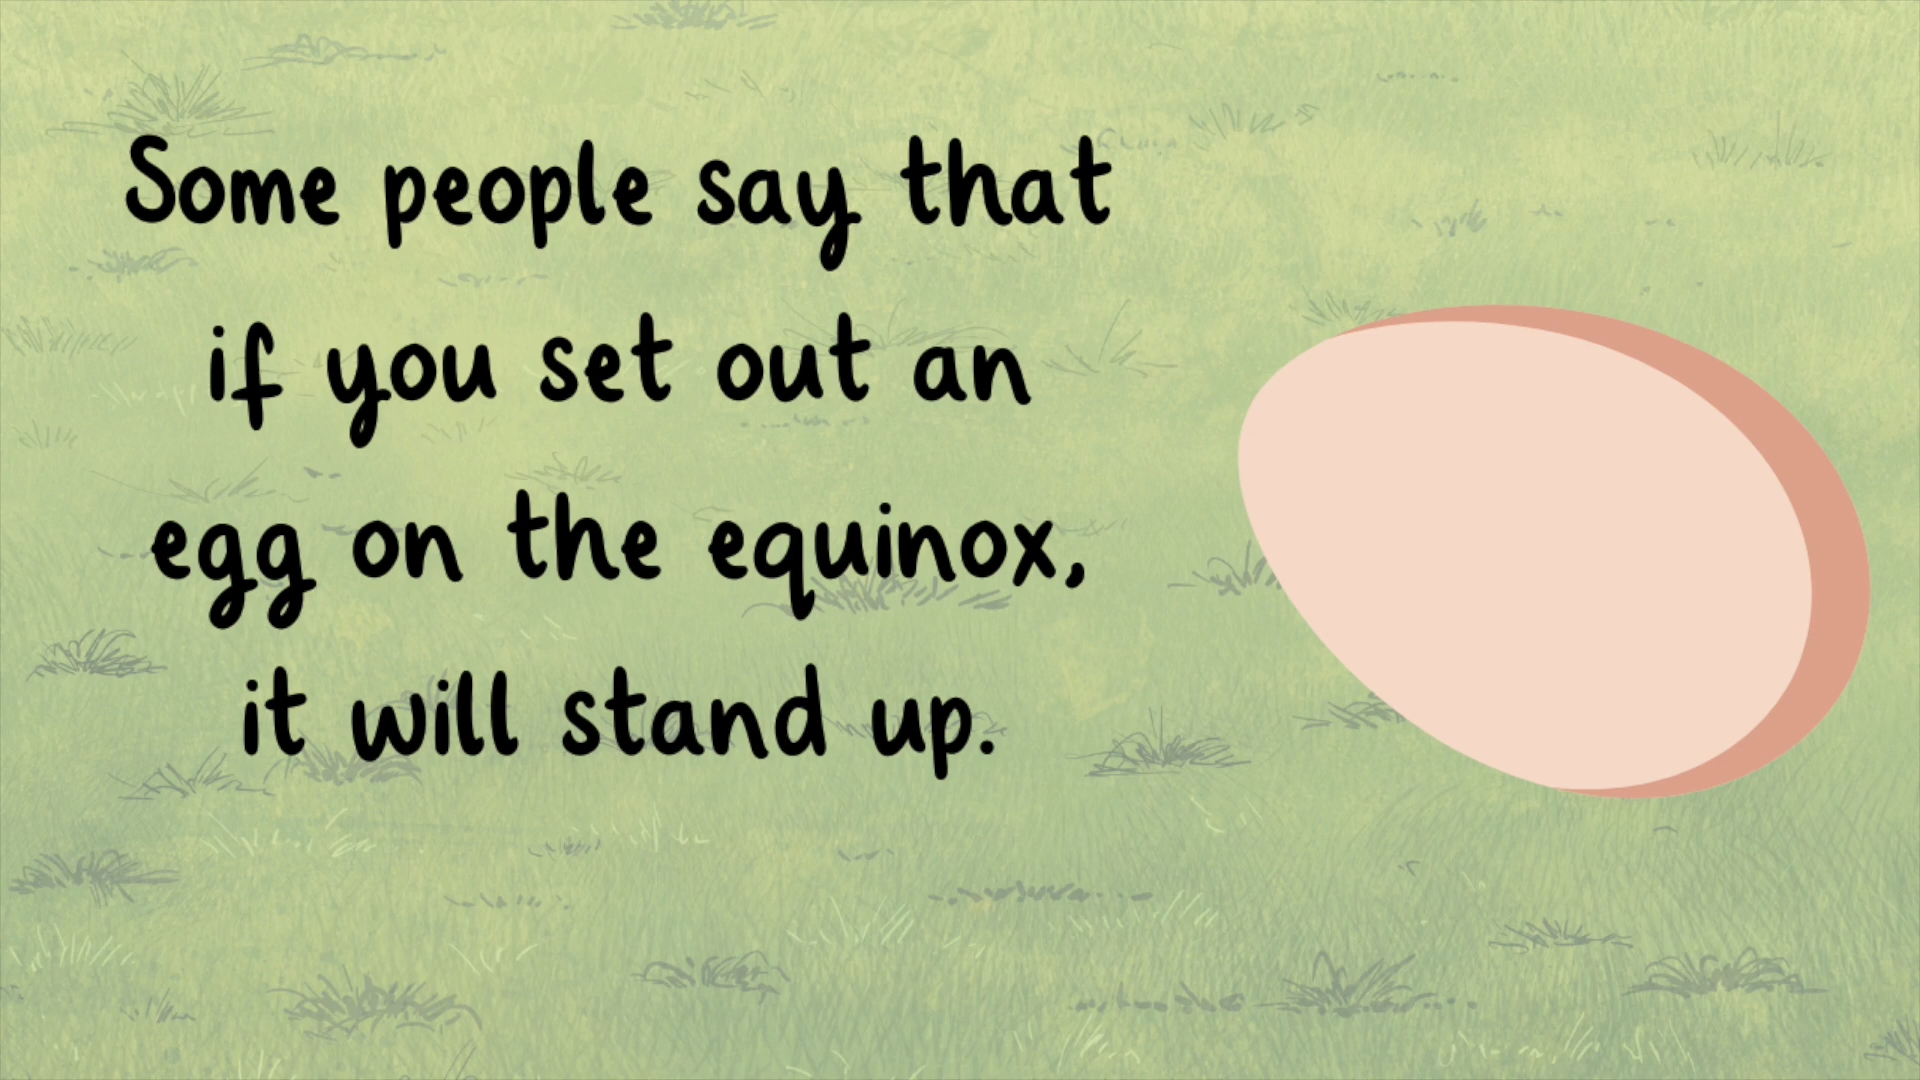 Some people say that
if you set out an
egg on the equinox,
it will stand up.